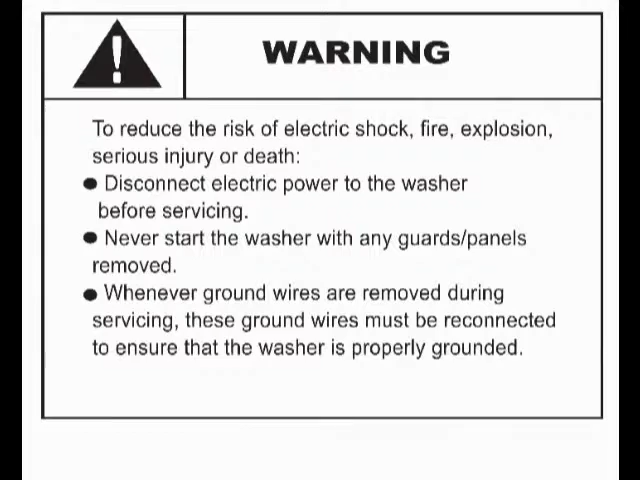 WARNING
To reduce the risk of electric shock, fire, explosion,
serious injury or death:
● Disconnect electric power to the washer
before servicing.
● Never start the washer with any guards/panels
removed.
● Whenever ground wires are removed during
servicing, these ground wires must be reconnected
to ensure that the washer is properly grounded.